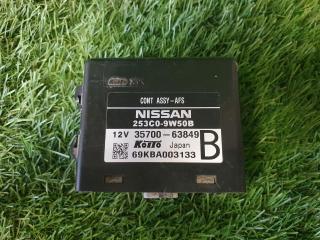 CONT ASSY-AFS
NISSAN
253C0-9W50B
12V 35700-63849
KOITO Japan B
69KBA003133